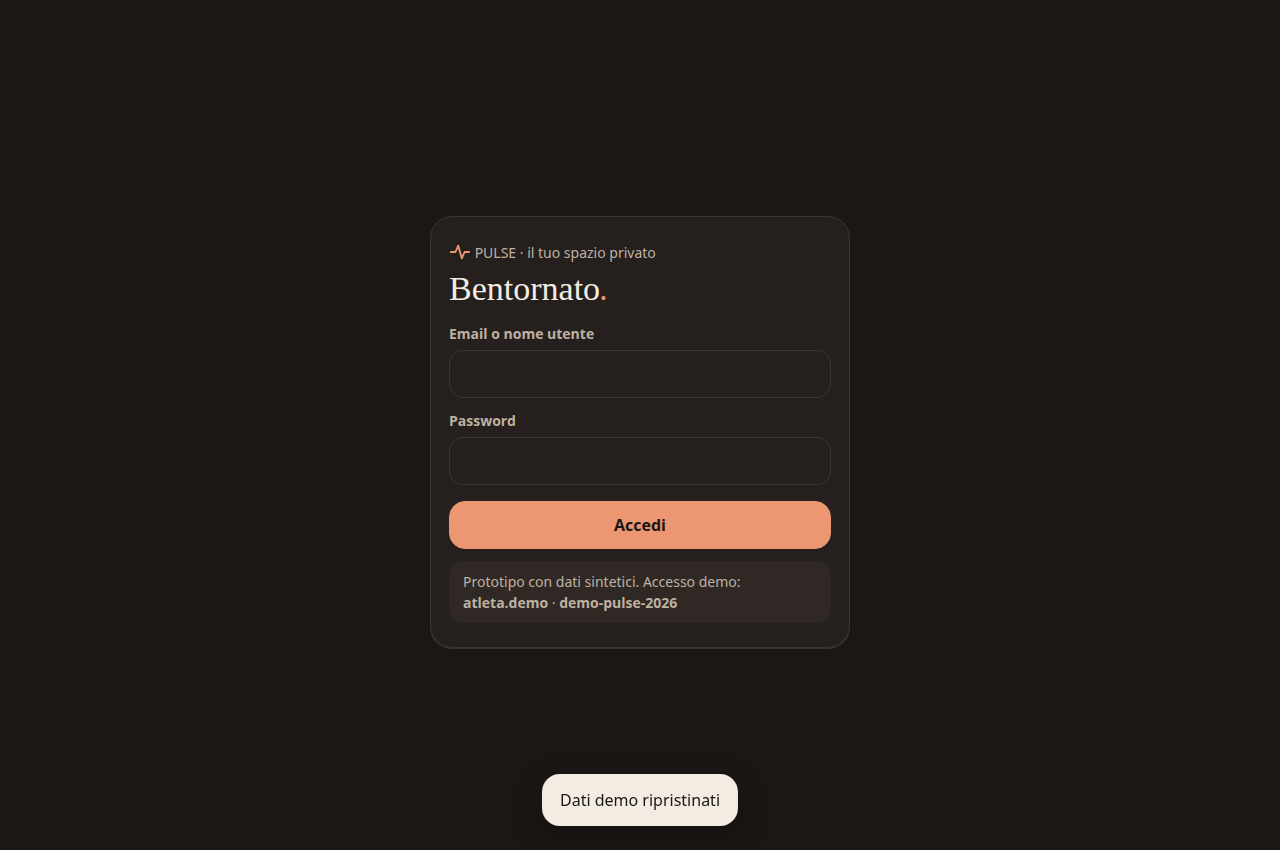 PULSE · il tuo spazio privato
Bentornato.
Email o nome utente
Password
Accedi
Prototipo con dati sintetici. Accesso demo:
atleta.demo · demo-pulse-2026
Dati demo ripristinati